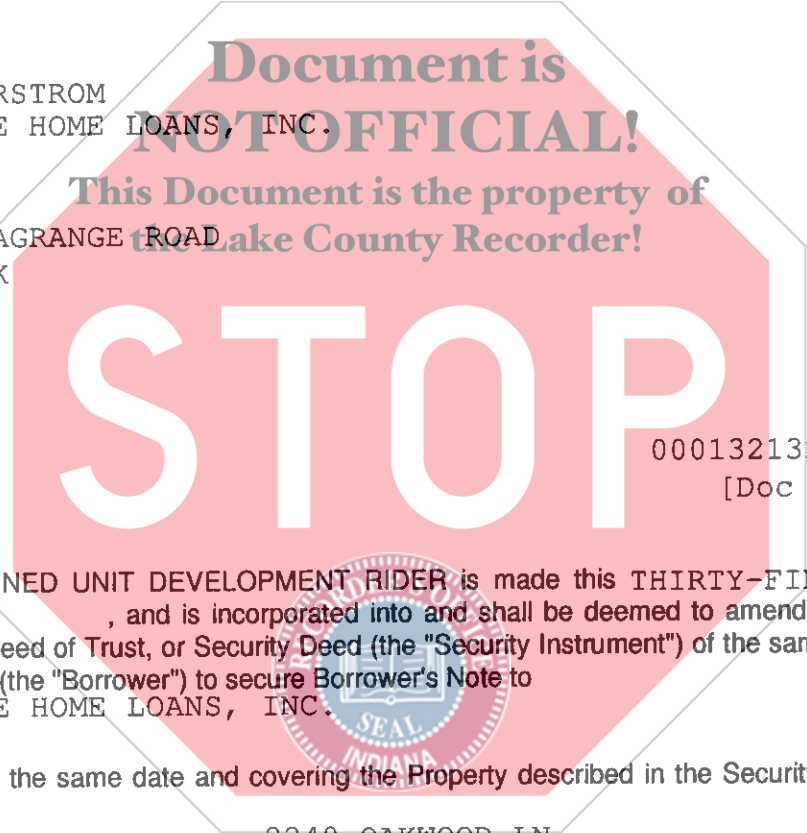 Document is
RSTROM
E HOME LOANS, INC.
NOT OFFICIAL!
This Document is the property of
AGRANGE ROAD
the Lake County Recorder!
K
STOP
00013213
[Doc
NED UNIT DEVELOPMENT RIDER is made this THIRTY-FI
, and is incorporated into and shall be deemed to amend
eed of Trust, or Security Deed (the "Security Instrument") of the sam
(the "Borrower") to secure Borrower's Note to
E HOME LOANS, INC.
SEAL
INDIANA
the same date and covering the Property described in the Securit
OAKWOOD LN